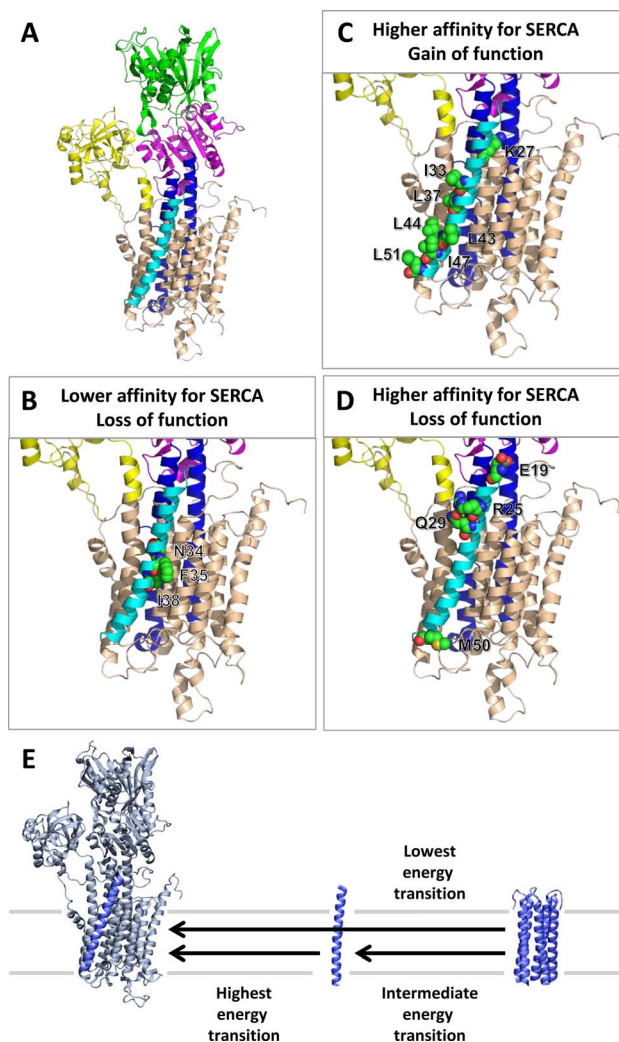 A
C
Higher affinity for SERCA
Gain of function
K27
I33
L37
L44
L43
L51
I47
B
Lower affinity for SERCA
Loss of function
N34
F35
I38
D
Higher affinity for SERCA
Loss of function
E19
R25
Q29
M50
E
Lowest
energy
transition
Highest
energy
transition
Intermediate
energy
transition